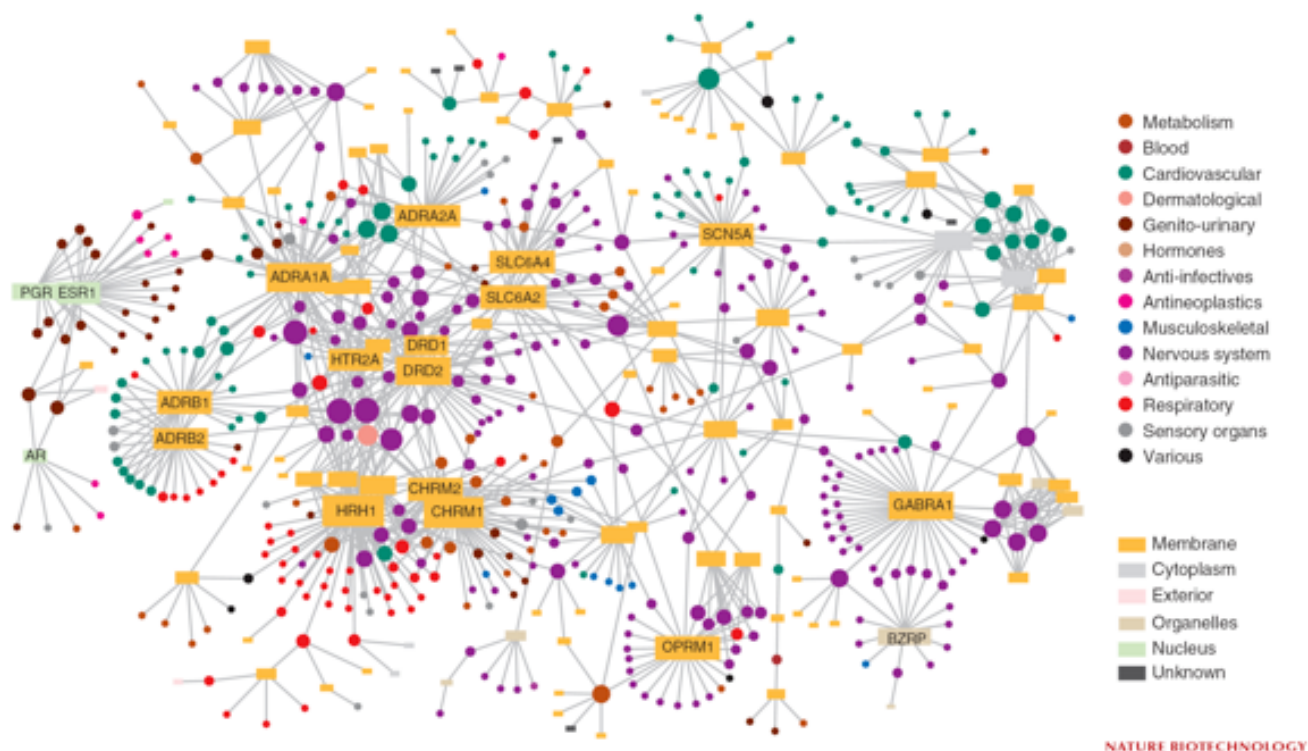 ADRA2A
SCN5A
SLC6A4
ADRA1A
PGR ESR1
SLC6A2
DRD1
HTR2A
DRD2
ADRB1
ADRB2
AR
CHRM2
HRH1
CHRM1
GABRA1
OPRM1
BZRP
Metabolism
Blood
Cardiovascular
Dermatological
Genito-urinary
Hormones
Anti-infectives
Antineoplastics
Musculoskeletal
Nervous system
Antiparasitic
Respiratory
Sensory organs
Various
Membrane
Cytoplasm
Exterior
Organelles
Nucleus
Unknown
NATURE BIOTECHNOLOGY